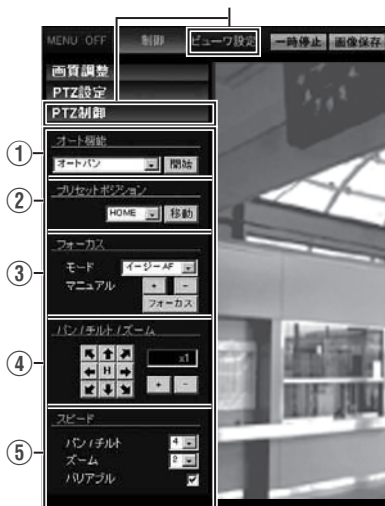 MENU OFF 制御 ビューワ設定 一時停止 画像保存
画質調整
PTZ設定
PTZ制御
① オート機能
オートパン 開始
② プリセットポジション
HOME 移動
③ フォーカス
モード イージーAF
マニュアル + -
フォーカス
④ パン/チルト/ズーム
H x1
+ -
⑤ スピード
パン/チルト 4
ズーム 2
バリアブル